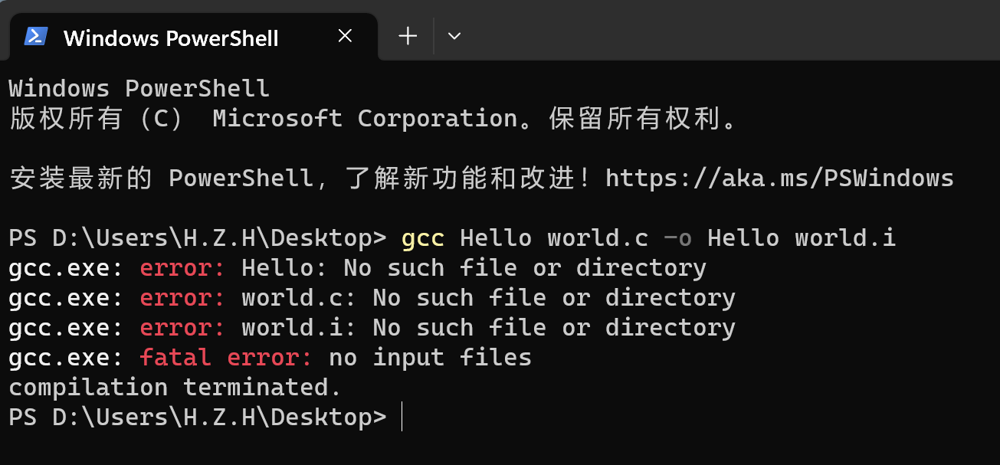 Windows PowerShell
Windows PowerShell
版权所有（C） Microsoft Corporation。保留所有权利。
安装最新的 PowerShell，了解新功能和改进！https://aka.ms/PSWindows
PS D:\Users\H.Z.H\Desktop> gcc Hello world.c -o Hello world.i
gcc.exe: error: Hello: No such file or directory
gcc.exe: error: world.c: No such file or directory
gcc.exe: error: world.i: No such file or directory
gcc.exe: fatal error: no input files
compilation terminated.
PS D:\Users\H.Z.H\Desktop>